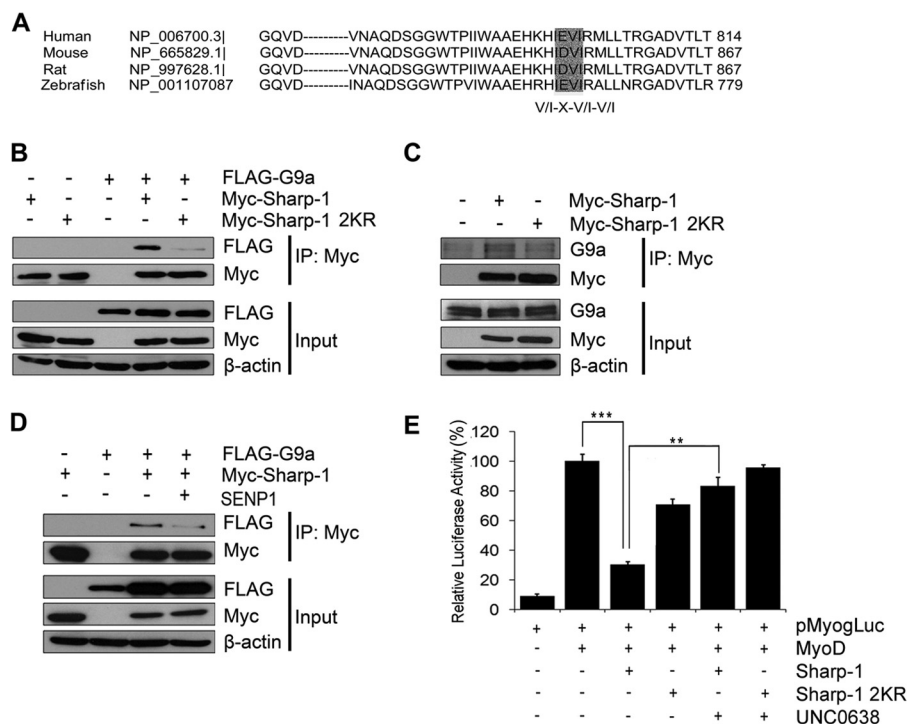 A
Human NP_006700.3| GQVD---------VNAQDSGGWTPIIWAAEHKHIEVIRMLLTRGADVTLT 814
Mouse NP_665829.1| GQVD---------VNAQDSGGWTPIIWAAEHKHIDVIRMLLTRGADVTLT 867
Rat NP_997628.1| GQVD---------VNAQDSGGWTPIIWAAEHKHIDVIRMLLTRGADVTLT 867
Zebrafish NP_001107087 GQVD---------INAQDSGGWTPVIWAAEHRHIEVIRALLNRGADVTLR 779
V/I-X-V/I-V/I
B
- - + + + FLAG-G9a
+ - - + - Myc-Sharp-1
- + - - + Myc-Sharp-1 2KR
FLAG
Myc
IP: Myc
FLAG
Myc
β-actin
Input
C
- + - Myc-Sharp-1
- - + Myc-Sharp-1 2KR
G9a
Myc
IP: Myc
G9a
Myc
β-actin
Input
D
- + + + FLAG-G9a
+ - + + Myc-Sharp-1
- - - + SENP1
FLAG
Myc
IP: Myc
FLAG
Myc
β-actin
Input
E
Relative Luciferase Activity (%)
120
100
80
60
40
20
0
***
**
+ + + + + + pMyogLuc
- + + + + + MyoD
- - + - + - Sharp-1
- - - + - + Sharp-1 2KR
- - - - + + UNC0638